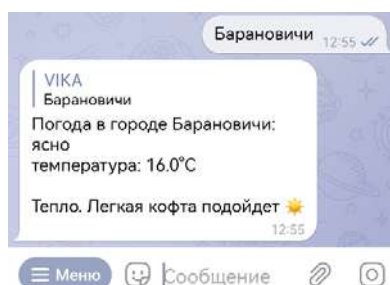 Барановичи
12:55
VIKA
Барановичи
Погода в городе Барановичи:
ясно
температура: 16.0°C
Тепло. Легкая кофта подойдет ☀️
12:55
Меню
Сообщение